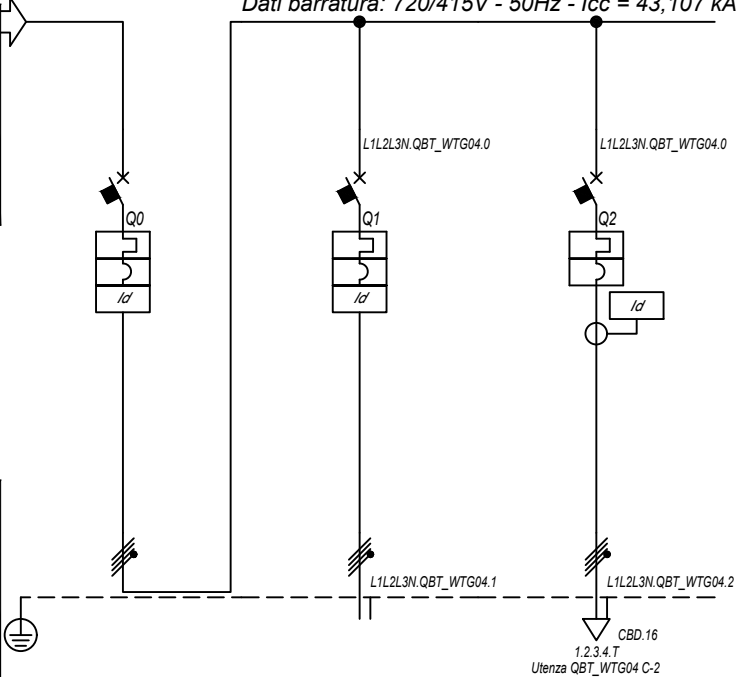 Dati barratura: 720/415V - 50Hz - Icc = 43,107 kA
L1L2L3N.QBT_WTG04.0
L1L2L3N.QBT_WTG04.0
Q0
Q1
Q2
Id
Id
Id
L1L2L3N.QBT_WTG04.1
L1L2L3N.QBT_WTG04.2
CBD.16
1.2.3.4.T
Utenza QBT_WTG04 C-2